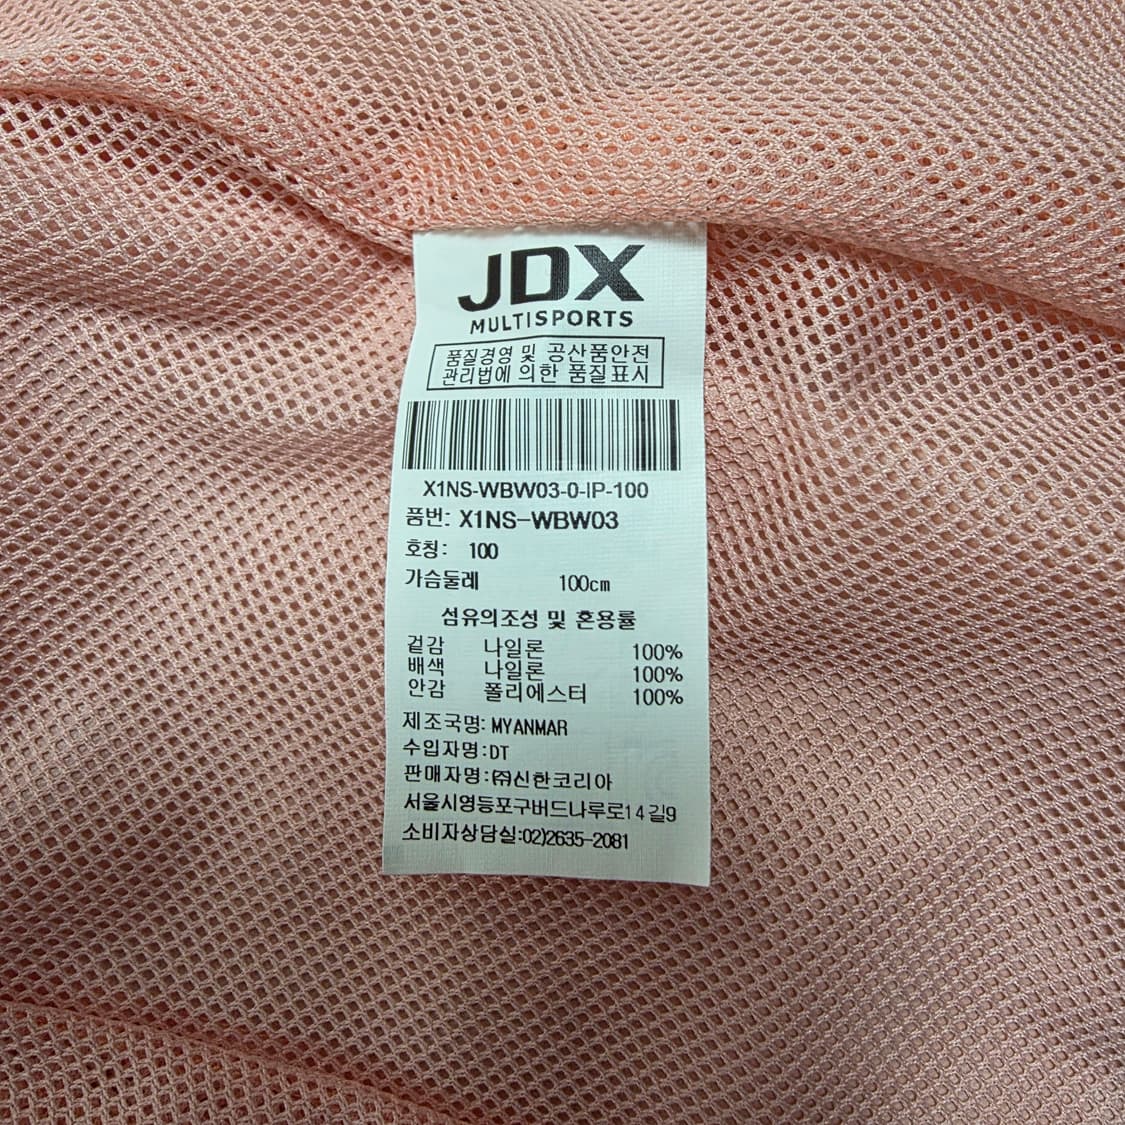 JDX
MULTISPORTS
품질경영 및 공산품안전
관리법에 의한 품질표시
X1NS-WBW03-0-IP-100
품번: X1NS-WBW03
호칭: 100
가슴둘레 100cm
섬유의조성 및 혼용률
겉감 나일론 100%
배색 나일론 100%
안감 폴리에스터 100%
제조국명: MYANMAR
수입자명:DT
판매자명:㈜신한코리아
서울시영등포구버드나루로14길9
소비자상담실:02)2635-2081